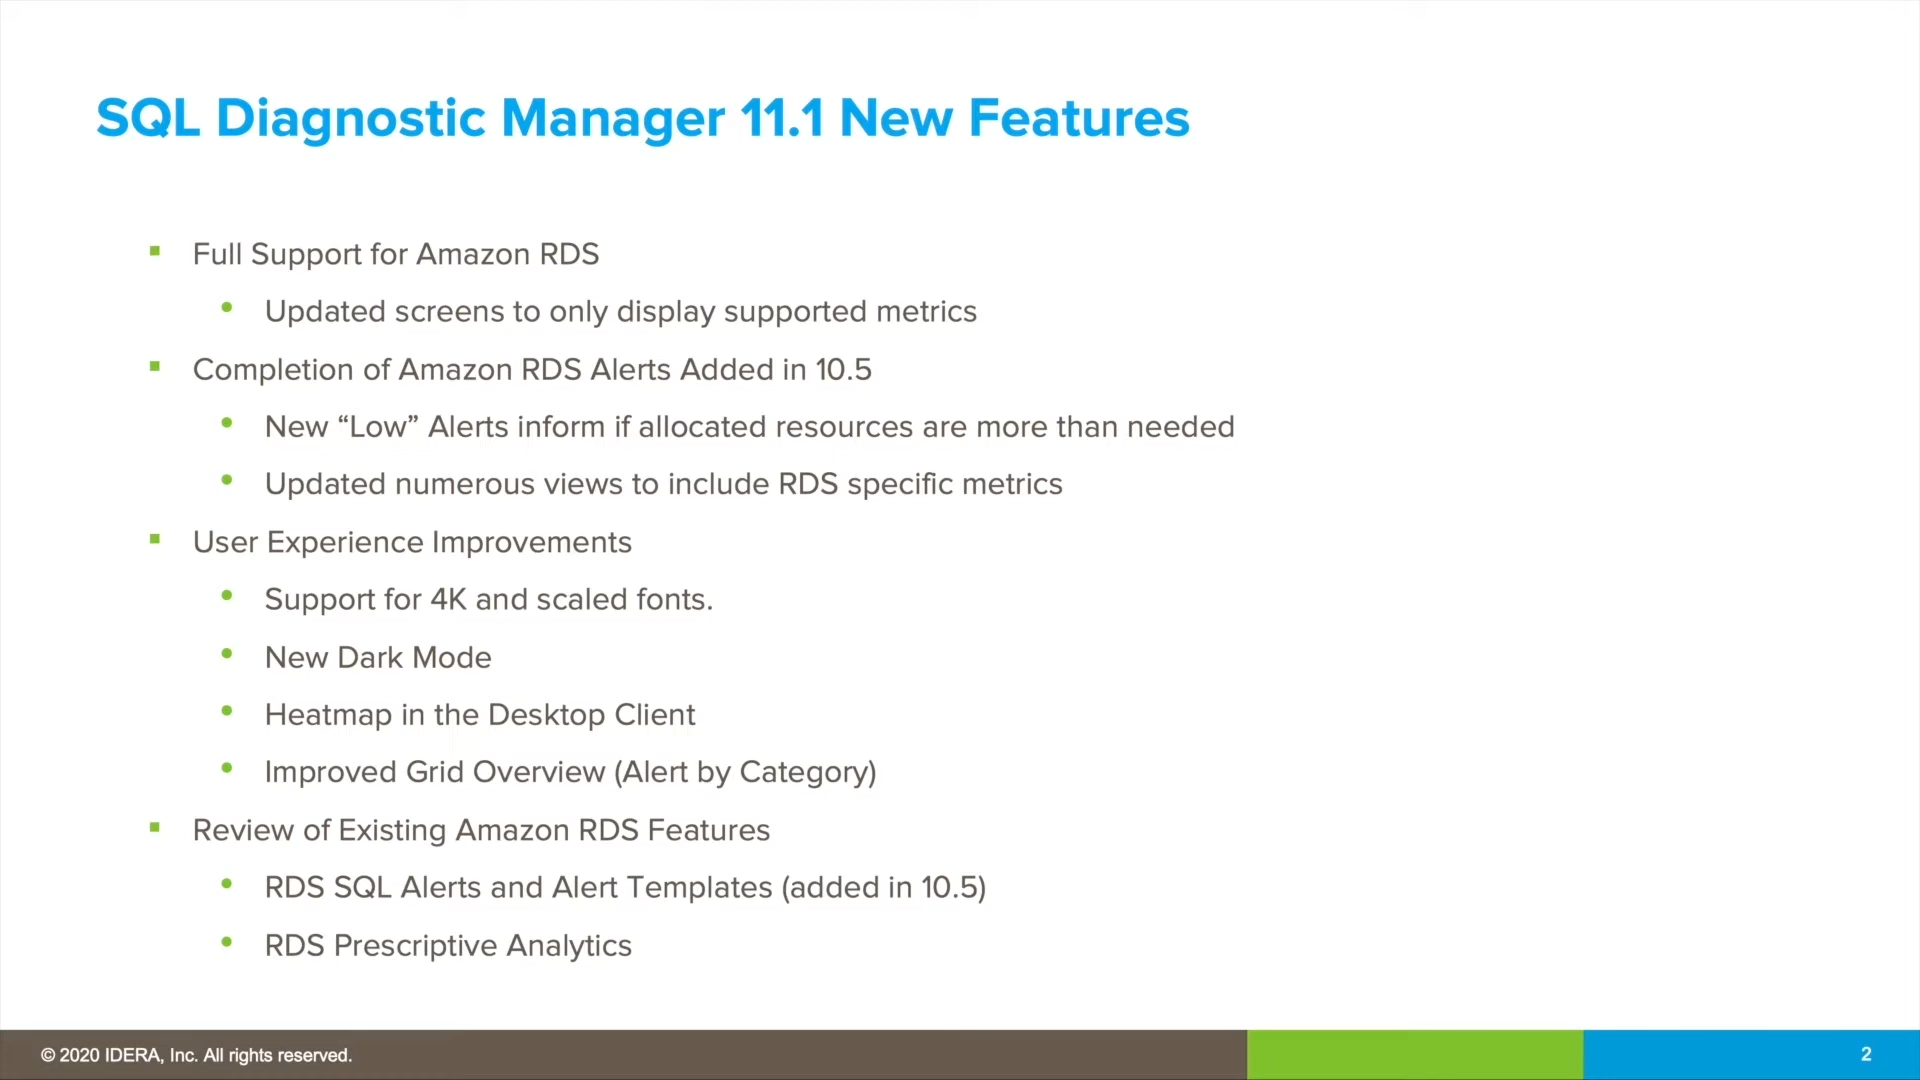 SQL Diagnostic Manager 11.1 New Features
Full Support for Amazon RDS
Updated screens to only display supported metrics
Completion of Amazon RDS Alerts Added in 10.5
New “Low” Alerts inform if allocated resources are more than needed
Updated numerous views to include RDS specific metrics
User Experience Improvements
Support for 4K and scaled fonts.
New Dark Mode
Heatmap in the Desktop Client
Improved Grid Overview (Alert by Category)
Review of Existing Amazon RDS Features
RDS SQL Alerts and Alert Templates (added in 10.5)
RDS Prescriptive Analytics
© 2020 IDERA, Inc. All rights reserved.
2